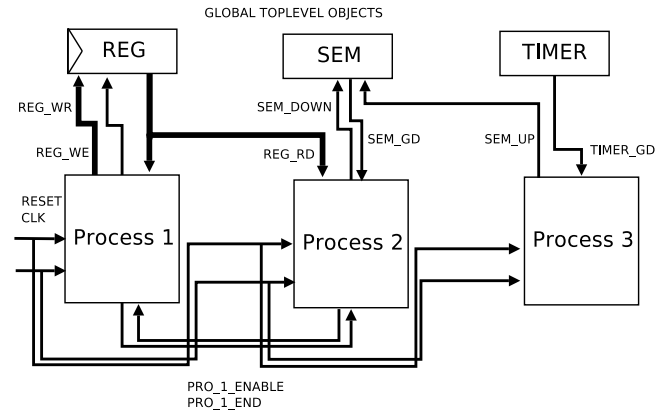 GLOBAL TOPLEVEL OBJECTS
REG
SEM
TIMER
REG_WR
SEM_DOWN
REG_WE
REG_RD
SEM_GD
SEM_UP
TIMER_GD
RESET
CLK
Process 1
Process 2
Process 3
PRO_1_ENABLE
PRO_1_END